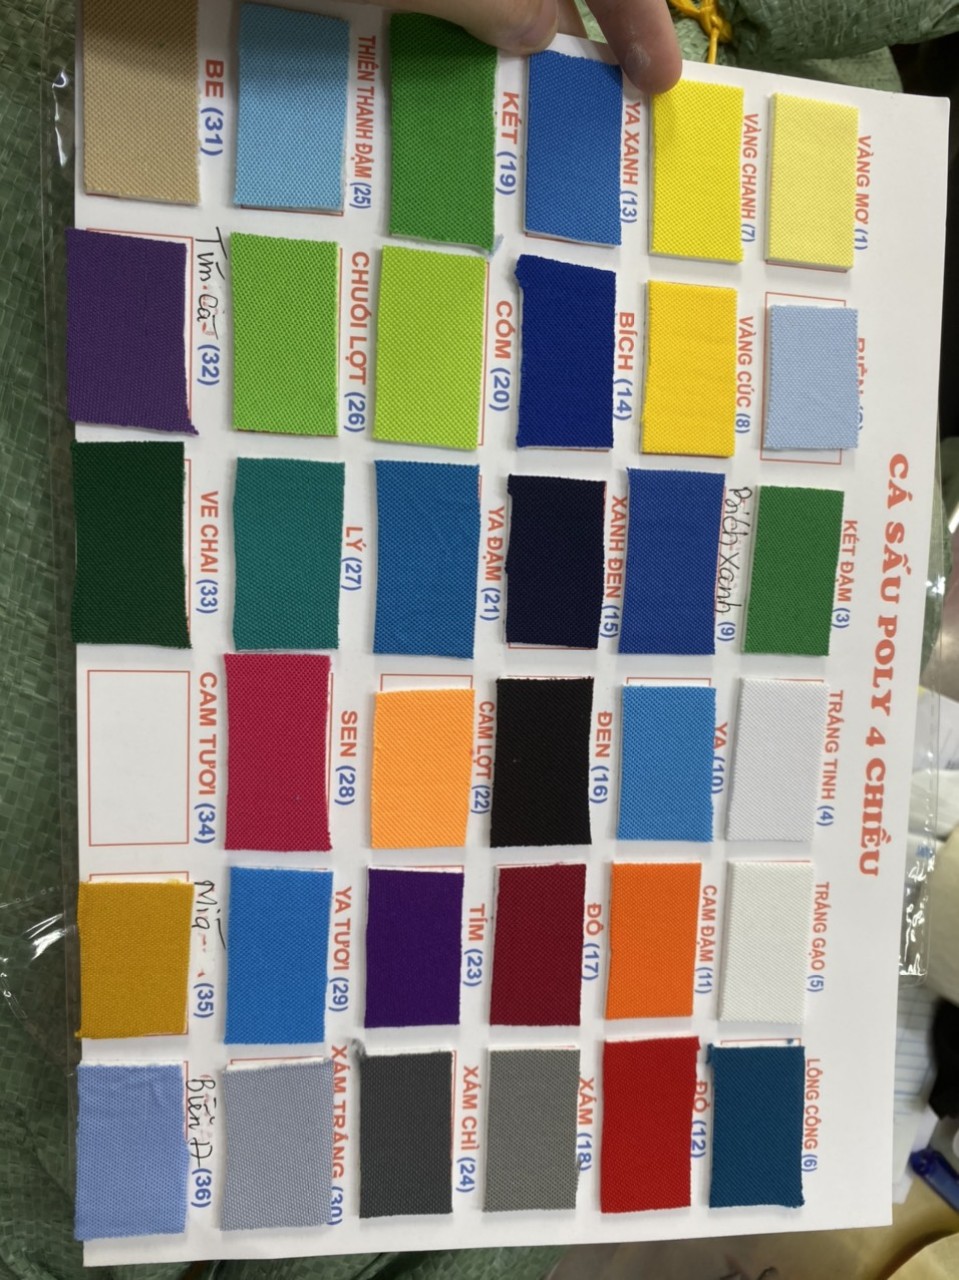 CÁ SẤU POLY 4 CHIỀU
VÀNG MƠ (1)
KÉT ĐẬM (3)
TRẮNG TINH (4)
TRẮNG GẠO (5)
LÔNG CÔNG (6)
VÀNG CHANH (7)
VÀNG CÚC (8)
Bích xanh (9)
YA (10)
CAM ĐẬM (11)
ĐỎ (12)
YA XANH (13)
BÍCH (14)
XANH ĐEN (15)
ĐEN (16)
ĐÔ (17)
XÁM (18)
KÉT (19)
CỐM (20)
YA ĐẬM (21)
CAM LỢT (22)
TÍM (23)
XÁM CHÌ (24)
THIÊN THANH ĐẬM (25)
CHUỐI LỢT (26)
LÝ (27)
SEN (28)
YA TƯƠI (29)
XÁM TRẮNG (30)
BE (31)
Tím cà (32)
VE CHAI (33)
CAM TƯƠI (34)
(35)
Biển (36)